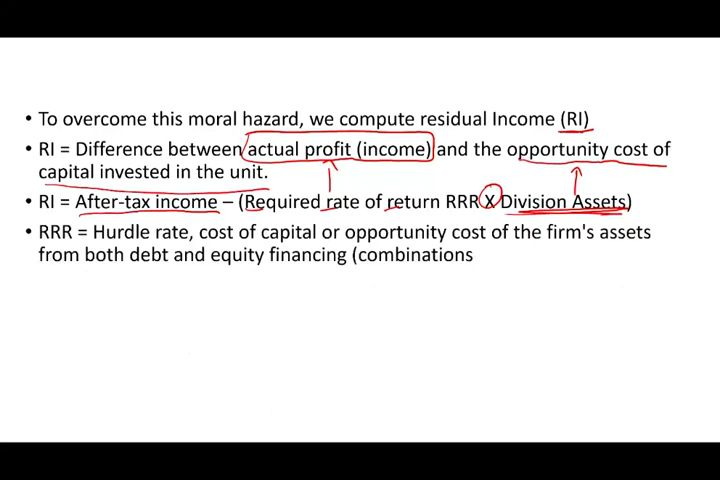 • To overcome this moral hazard, we compute residual Income (RI)
• RI = Difference between actual profit (income) and the opportunity cost of
capital invested in the unit.
• RI = After-tax income – (Required rate of return RRR X Division Assets)
• RRR = Hurdle rate, cost of capital or opportunity cost of the firm's assets
from both debt and equity financing (combinations